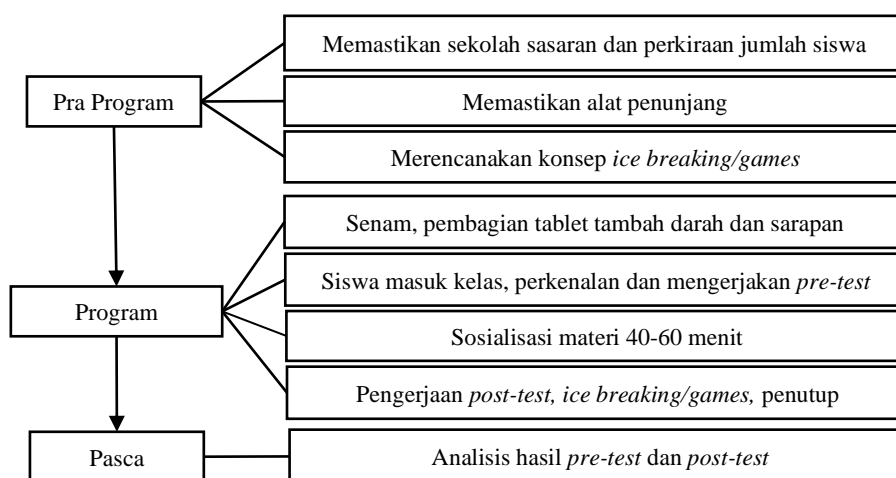 Pra Program
Memastikan sekolah sasaran dan perkiraan jumlah siswa
Memastikan alat penunjang
Merencanakan konsep ice breaking/games
Program
Senam, pembagian tablet tambah darah dan sarapan
Siswa masuk kelas, perkenalan dan mengerjakan pre-test
Sosialisasi materi 40-60 menit
Pengerjaan post-test, ice breaking/games, penutup
Pasca
Analisis hasil pre-test dan post-test